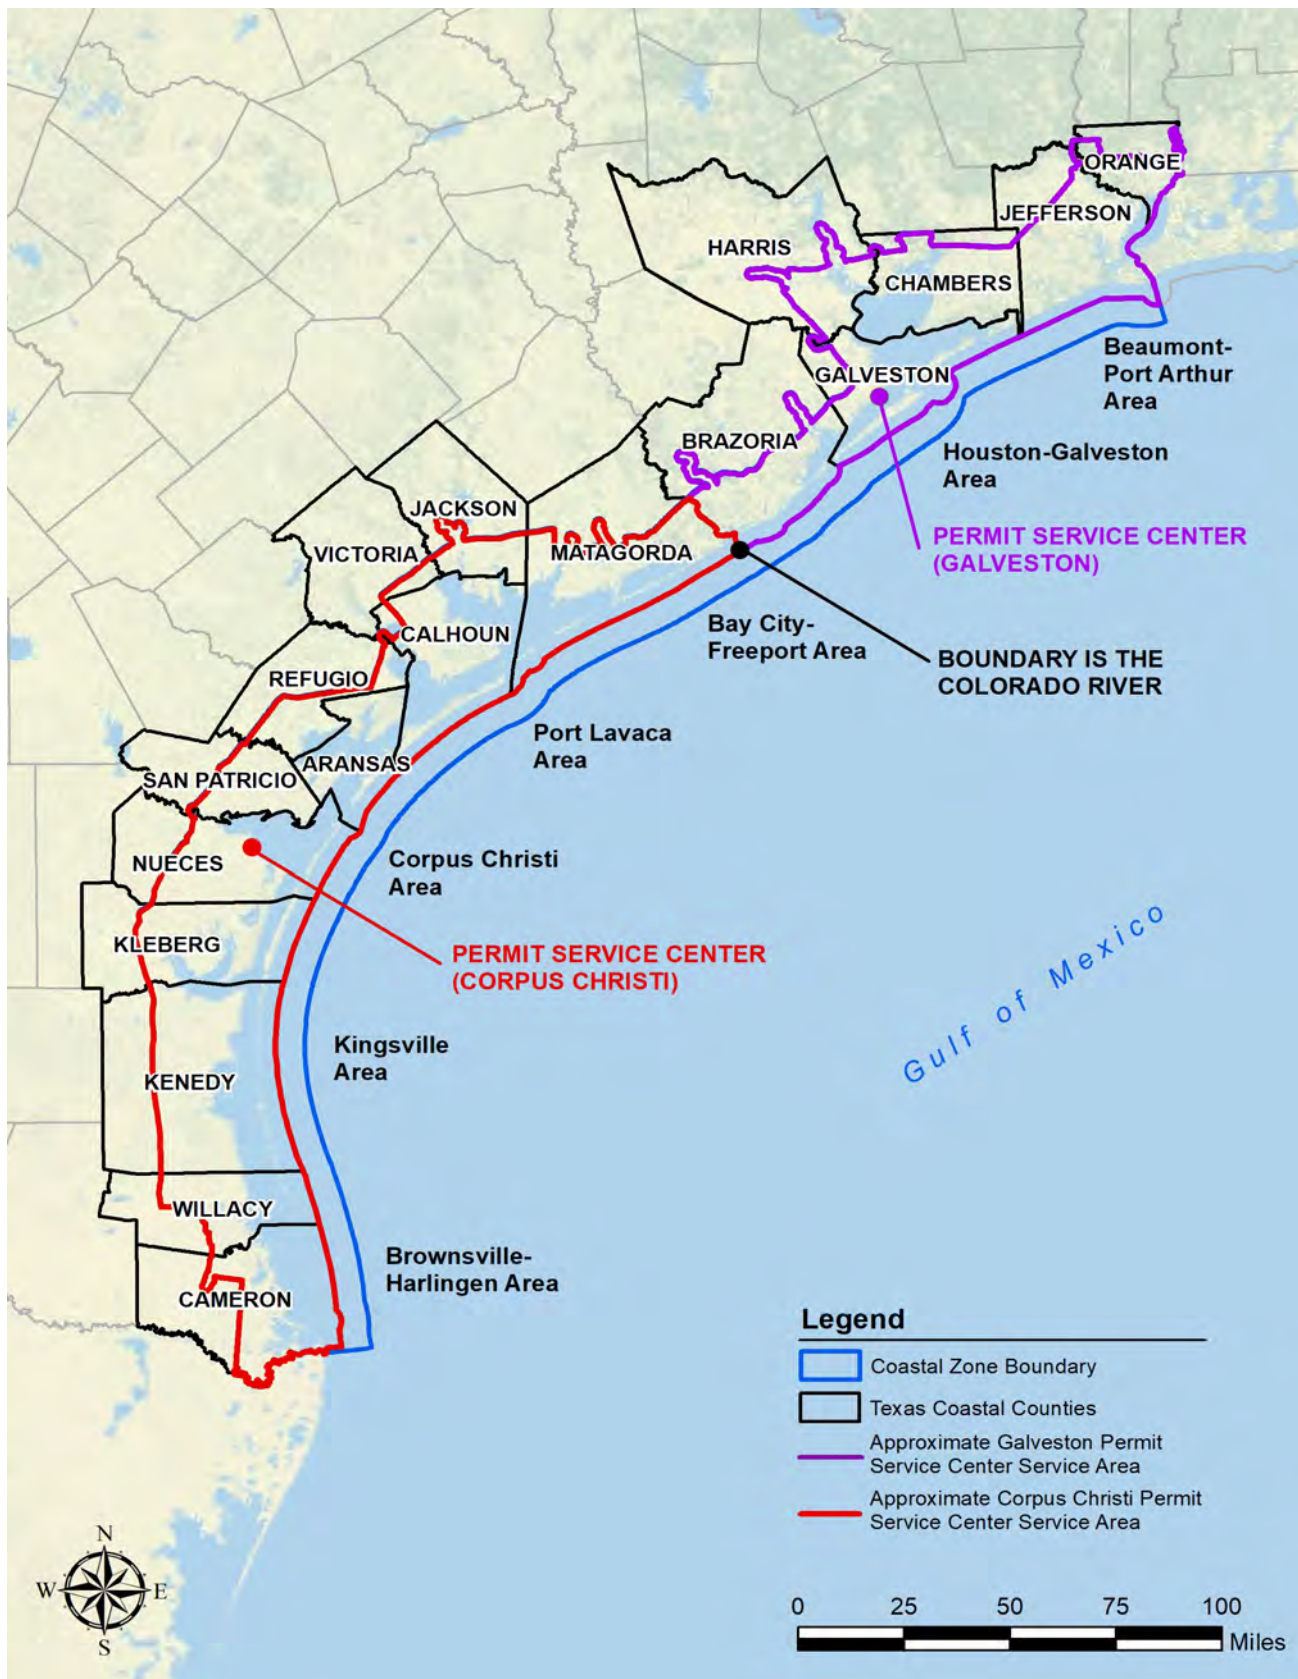 ORANGE
JEFFERSON
HARRIS
CHAMBERS
Beaumont-
Port Arthur
Area
GALVESTON
BRAZORIA
Houston-Galveston
Area
JACKSON
PERMIT SERVICE CENTER
(GALVESTON)
VICTORIA
MATAGORDA
CALHOUN
Bay City-
Freeport Area
BOUNDARY IS THE
COLORADO RIVER
REFUGIO
Port Lavaca
Area
ARANSAS
SAN PATRICIO
NUECES
Corpus Christi
Area
KLEBERG
PERMIT SERVICE CENTER
(CORPUS CHRISTI)
Gulf of Mexico
Kingsville
Area
KENEDY
WILLACY
Brownsville-
Harlingen Area
CAMERON
Legend
Coastal Zone Boundary
Texas Coastal Counties
Approximate Galveston Permit
Service Center Service Area
Approximate Corpus Christi Permit
Service Center Service Area
N
W E
S
0 25 50 75 100
Miles